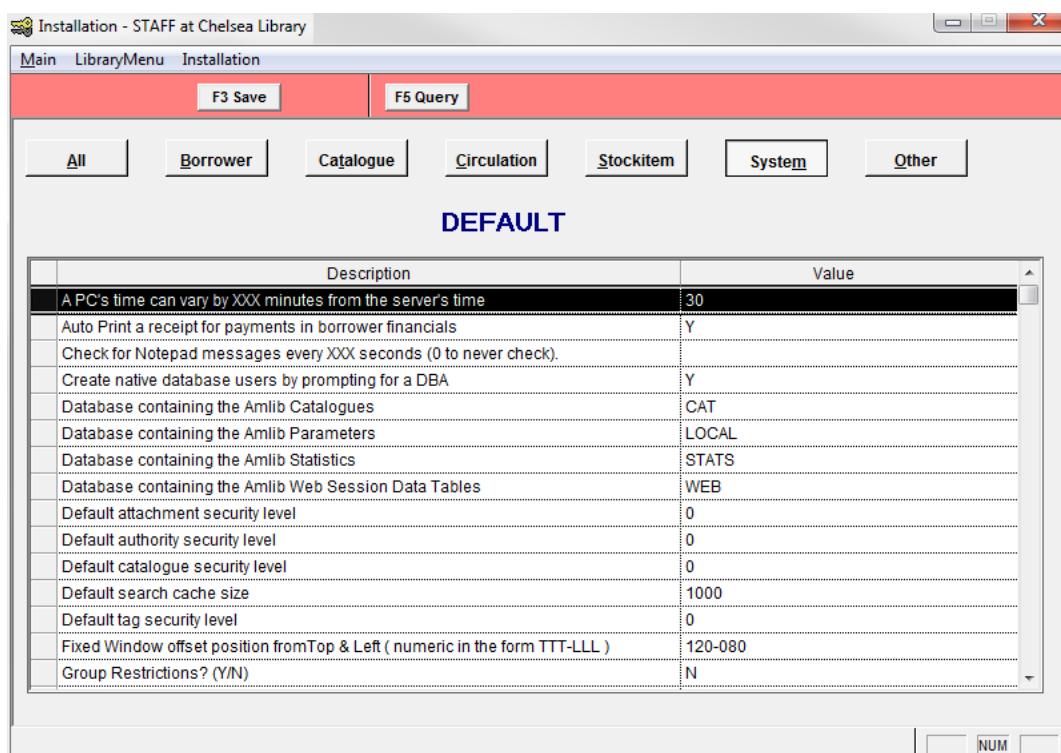 Installation - STAFF at Chelsea Library
Main LibraryMenu Installation
F3 Save F5 Query
All Borrower Catalogue Circulation Stockitem System Other
DEFAULT
Description Value
A PC's time can vary by XXX minutes from the server's time 30
Auto Print a receipt for payments in borrower financials Y
Check for Notepad messages every XXX seconds (0 to never check).
Create native database users by prompting for a DBA Y
Database containing the Amlib Catalogues CAT
Database containing the Amlib Parameters LOCAL
Database containing the Amlib Statistics STATS
Database containing the Amlib Web Session Data Tables WEB
Default attachment security level 0
Default authority security level 0
Default catalogue security level 0
Default search cache size 1000
Default tag security level 0
Fixed Window offset position fromTop & Left ( numeric in the form TTT-LLL ) 120-080
Group Restrictions? (Y/N) N
NUM